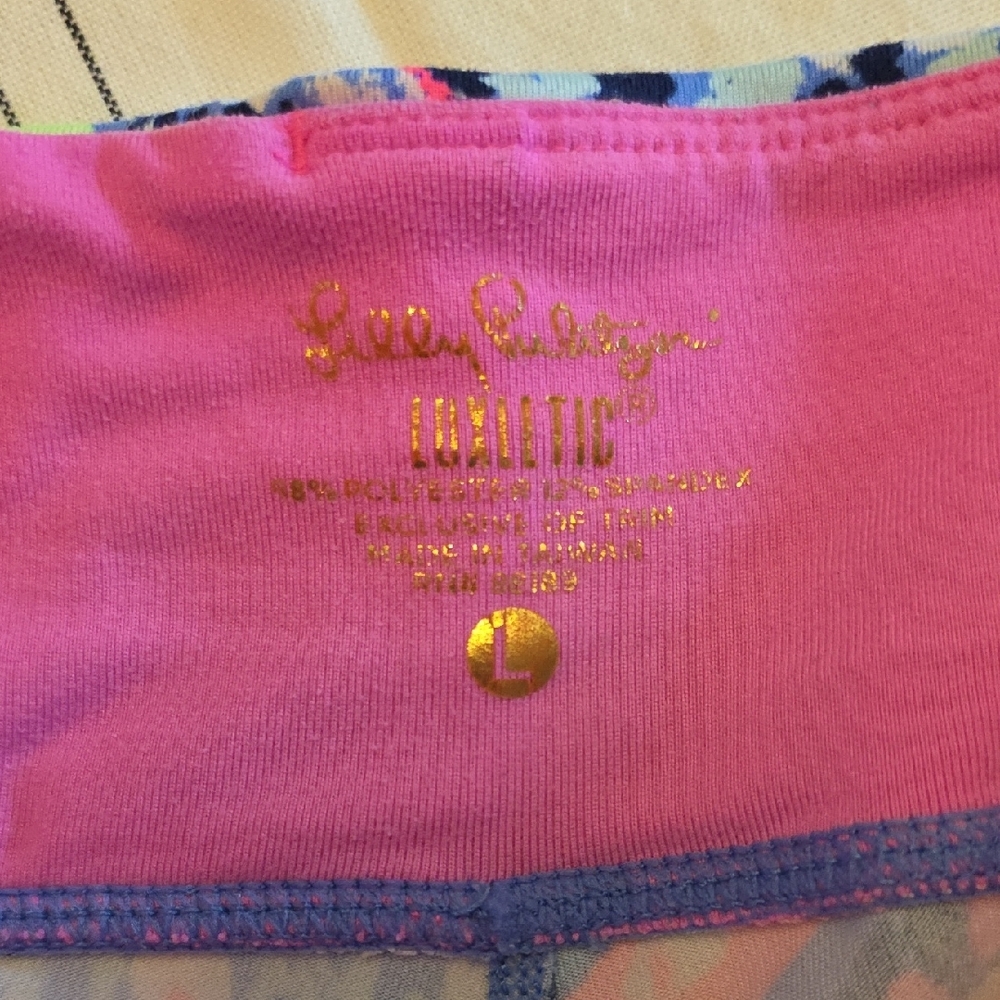 Lilly Pulitzer
LUXLETIC®
88% POLYESTER 12% SPANDEX
EXCLUSIVE OF TRIM
MADE IN TAIWAN
L